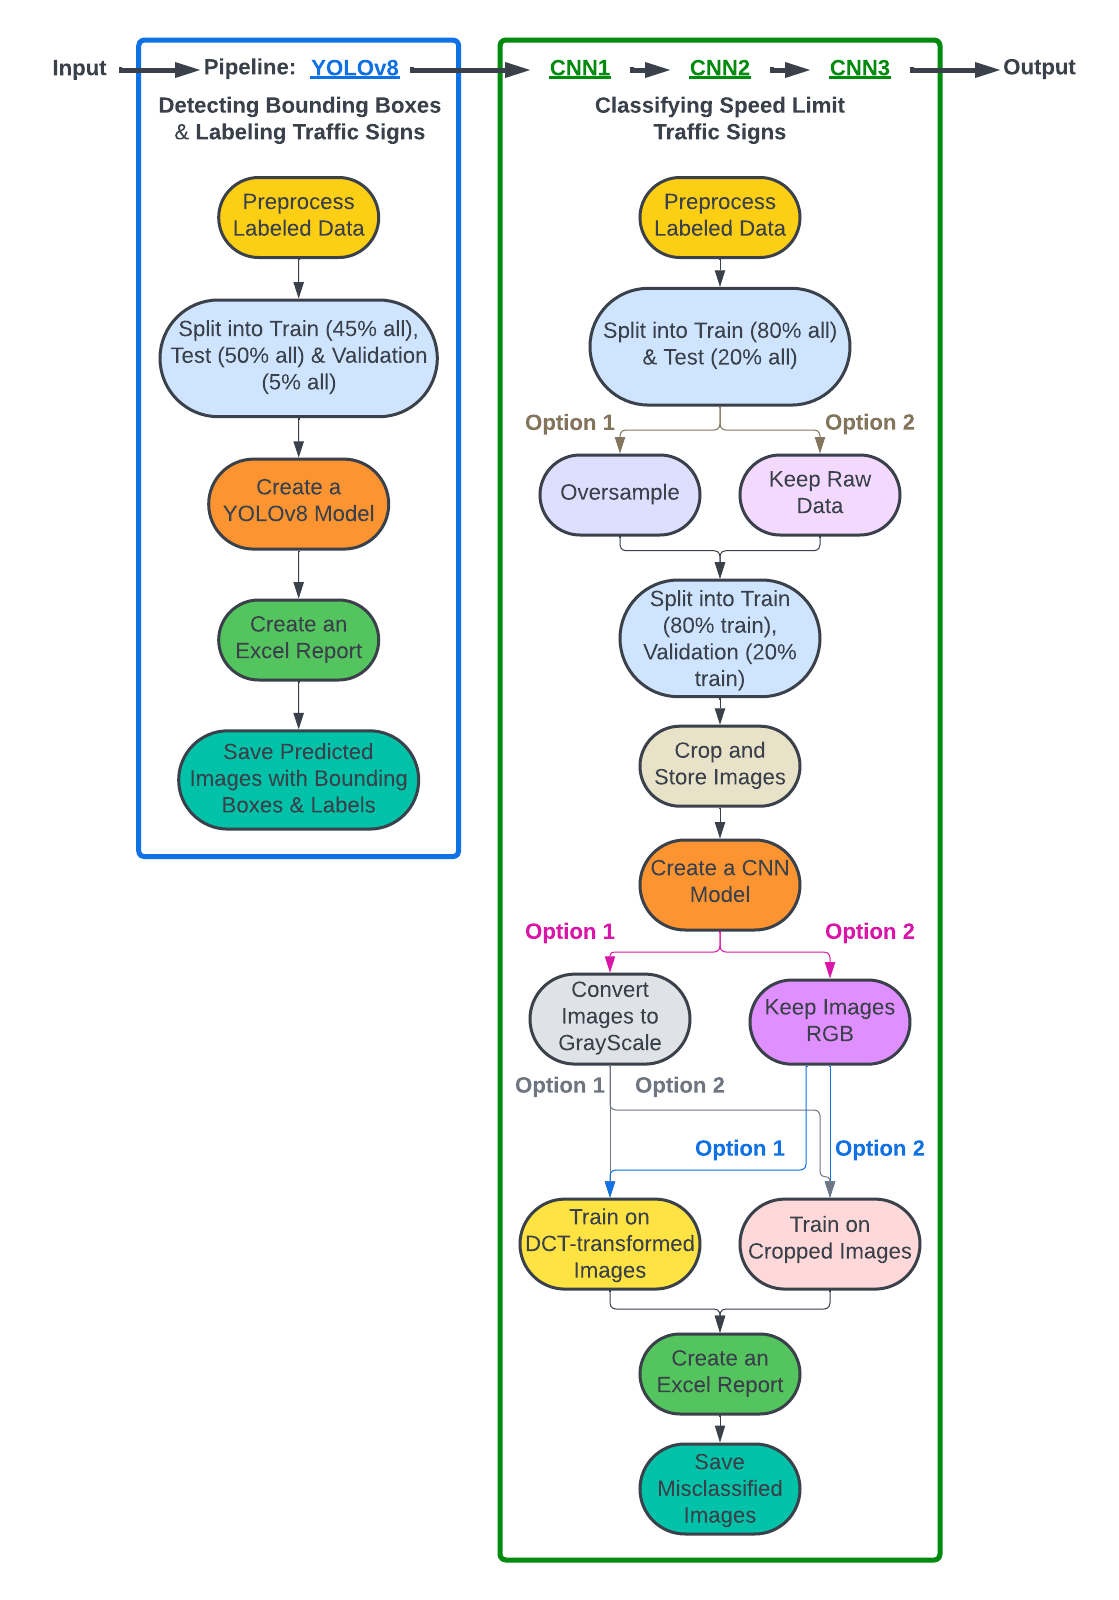 Input
Pipeline: YOLOv8
CNN1
CNN2
CNN3
Output
Detecting Bounding Boxes
& Labeling Traffic Signs
Preprocess
Labeled Data
Split into Train (45% all),
Test (50% all) & Validation
(5% all)
Create a
YOLOv8 Model
Create an
Excel Report
Save Predicted
Images with Bounding
Boxes & Labels
Classifying Speed Limit
Traffic Signs
Preprocess
Labeled Data
Split into Train (80% all)
& Test (20% all)
Option 1
Option 2
Oversample
Keep Raw
Data
Split into Train
(80% train),
Validation (20%
train)
Crop and
Store Images
Create a CNN
Model
Option 1
Option 2
Convert
Images to
GrayScale
Keep Images
RGB
Option 1
Option 2
Option 1
Option 2
Train on
DCT-transformed
Images
Train on
Cropped Images
Create an
Excel Report
Save
Misclassified
Images